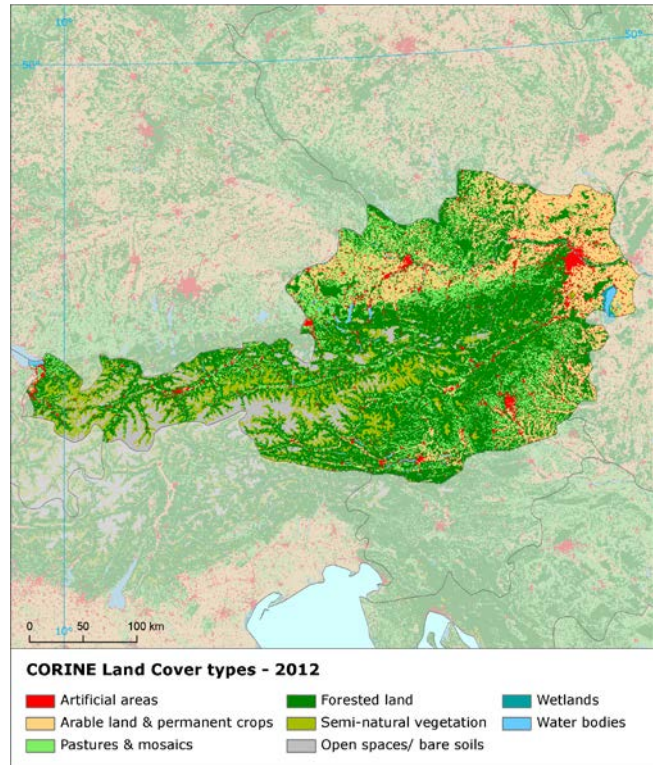 10°
50°
50°
0 50 100 km
10°
CORINE Land Cover types - 2012
Artificial areas
Forested land
Wetlands
Arable land & permanent crops
Semi-natural vegetation
Water bodies
Pastures & mosaics
Open spaces/ bare soils